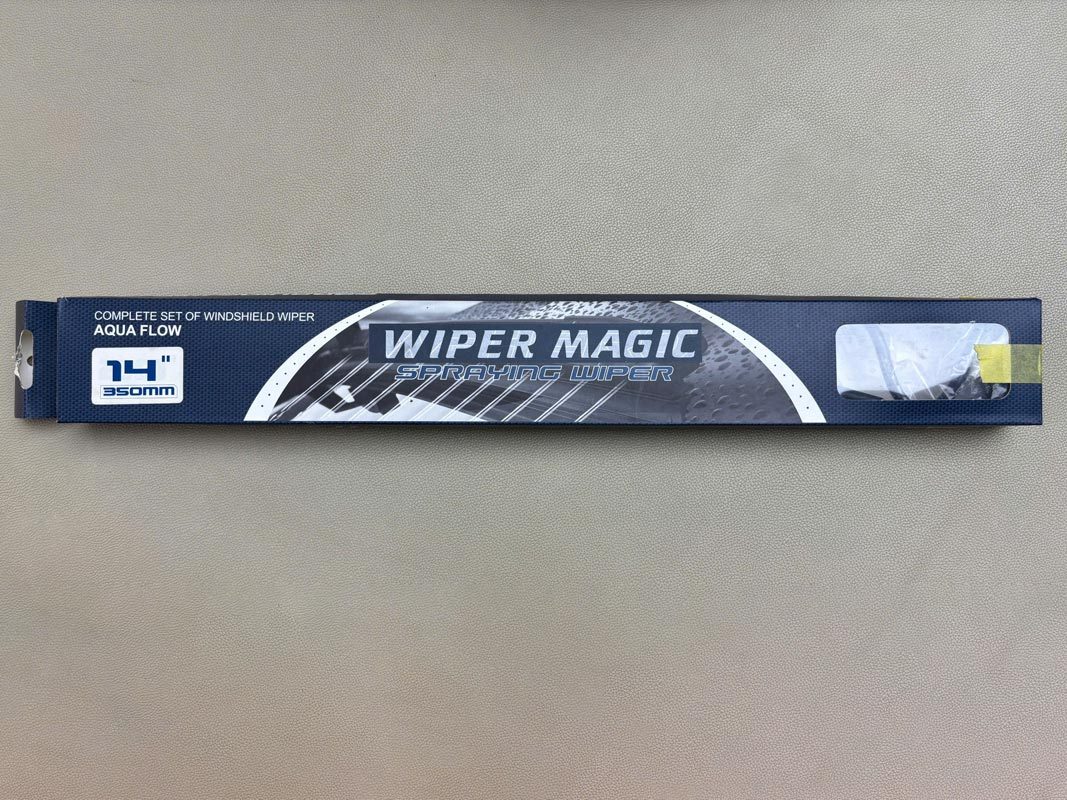 COMPLETE SET OF WINDSHIELD WIPER
AQUA FLOW
14"
350MM
WIPER MAGIC
SPRAYING WIPER